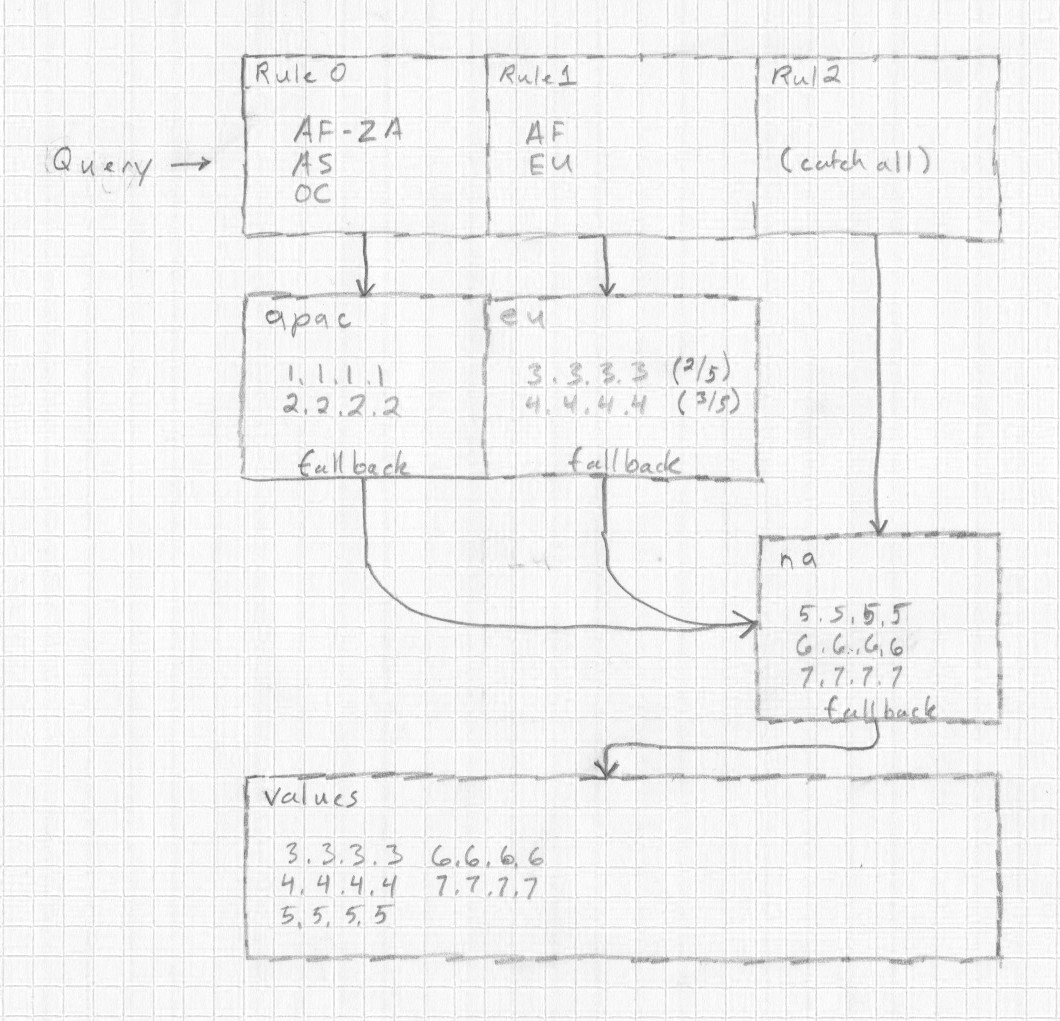 Rule 0
Rule 1
Rul2
Query →
AF-ZA
AS
OC
AF
EU
(catch all)
apac
1.1.1.1
2.2.2.2
fallback
eu
3.3.3.3 (2/5)
4.4.4.4 (3/5)
fallback
na
5.5.5.5
6.6.6.6
7.7.7.7
fallback
values
3.3.3.3 6.6.6.6
4.4.4.4 7.7.7.7
5.5.5.5